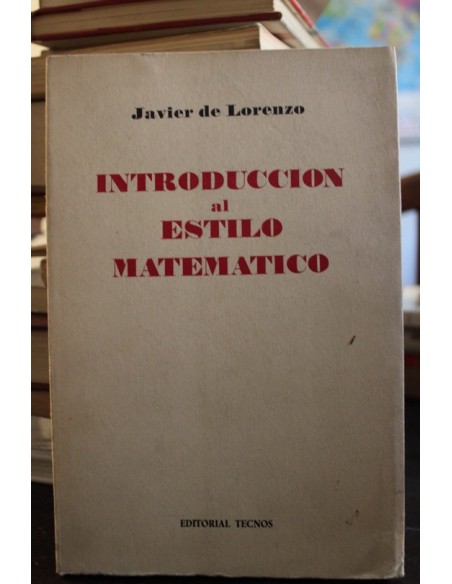 Javier de Lorenzo
INTRODUCCION
al
ESTILO
MATEMATICO
EDITORIAL TECNOS